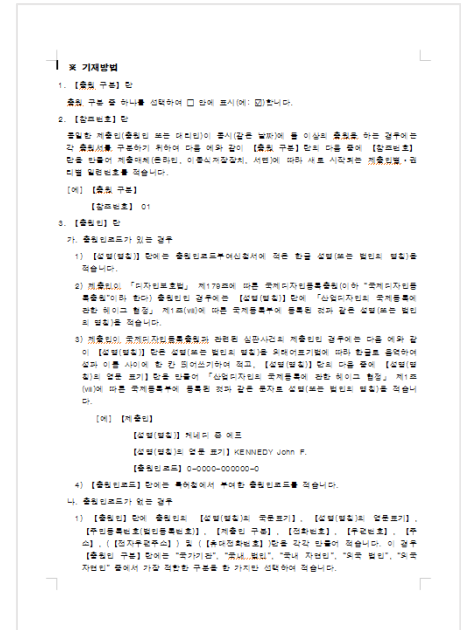 ※ 기재방법
1. 【출원 구분】란
출원 구분 중 하나를 선택하여 □ 안에 표시(예: ☑)합니다.
2. 【참조번호】란
동일한 제출인(출원인 또는 대리인)이 동시(같은 날짜)에 둘 이상의 출원을 하는 경우에는
각 출원서를 구분하기 위하여 다음 예와 같이 【출원 구분】란의 다음 줄에 【참조번호】
란을 만들어 제출매체(온라인, 이동식저장장치, 서면)에 따라 새로 시작되는 제출인별ㆍ권
리별 일련번호를 적습니다.
[예] 【출원 구분】
【참조번호】 01
3. 【출원인】란
가. 출원인코드가 있는 경우
1) 【성명(명칭)】란에는 출원인코드부여신청서에 적은 한글 성명(또는 법인의 명칭)을
적습니다.
2) 제출인이 「디자인보호법」 제179조에 따른 국제디자인등록출원(이하 "국제디자인등
록출원"이라 한다) 출원인인 경우에는 【성명(명칭)】란에 「산업디자인의 국제등록에
관한 헤이그 협정」 제1조(viii)에 따른 국제등록부에 등록된 것과 같은 성명(또는 법인
의 명칭)을 적습니다.
3) 제출인이 국제디자인등록출원과 관련된 심판사건의 제출인인 경우에는 다음 예와 같
이 【성명(명칭)】란은 성명(또는 법인의 명칭)을 외래어표기법에 따라 한글로 음역하여
성과 이름 사이에 한 칸 띄어쓰기하여 적고, 【성명(명칭)】란의 다음 줄에 【성명(명
칭)의 영문 표기】란을 만들어 「산업디자인의 국제등록에 관한 헤이그 협정」 제1조
(viii)에 따른 국제등록부에 등록된 것과 같은 문자로 성명(또는 법인의 명칭)을 적습니
다.
[예] 【제출인】
【성명(명칭)】케네디 존 에프
【성명(명칭)의 영문 표기】KENNEDY John F.
【출원인코드】0-0000-000000-0
4) 【출원인코드】란에는 특허청에서 부여한 출원인코드를 적습니다.
나. 출원인코드가 없는 경우
1) 【출원인】란에 출원인의 【성명(명칭)의 국문표기】, 【성명(명칭)의 영문표기】,
【주민등록번호(법인등록번호)】, 【제출인 구분】, 【전화번호】, 【우편번호】, 【주
소】, (【전자우편주소】) 및 (【휴대전화번호】)란을 각각 만들어 적습니다. 이 경우
【출원인 구분】란에는 "국가기관", "국내 법인", "국내 자연인", "외국 법인", "외국
자연인" 중에서 가장 적합한 구분을 한 가지만 선택하여 적습니다.